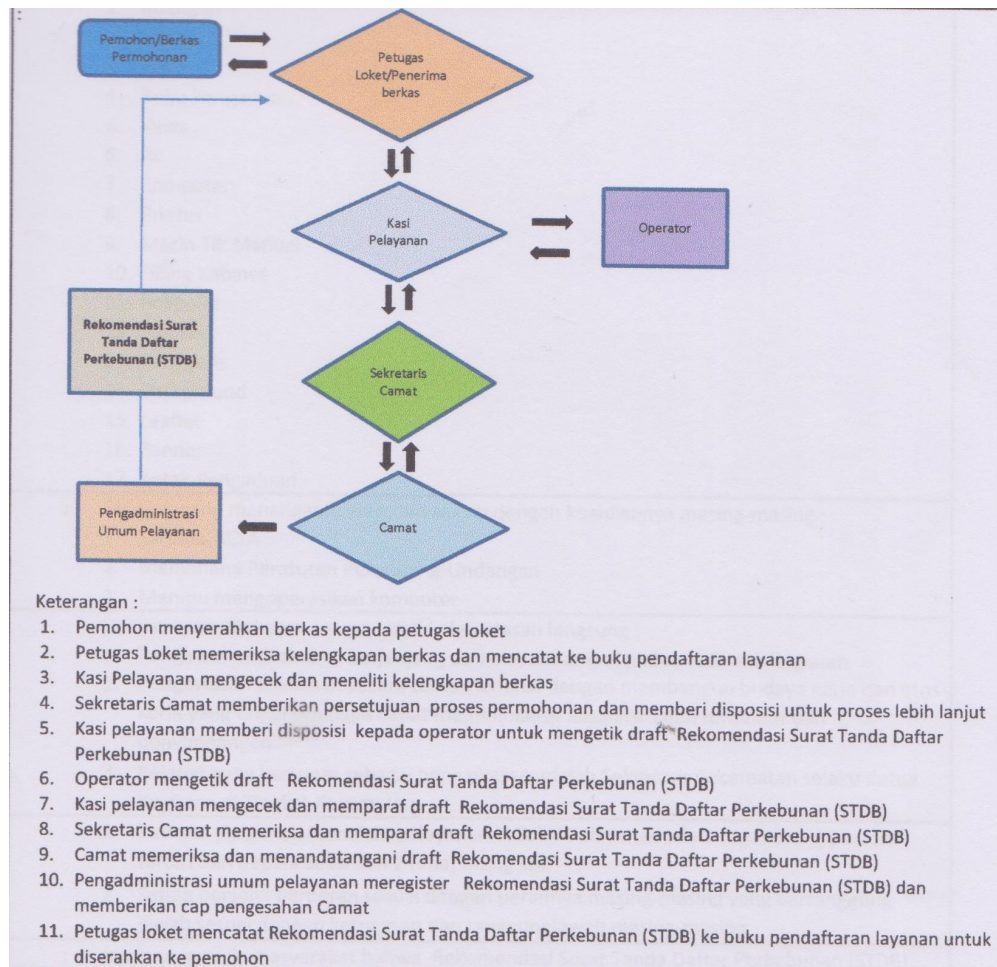 Pemohon/Berkas
Permohonan
Petugas
Loket/Penerima
berkas
Kasi
Pelayanan
Operator
Rekomendasi Surat
Tanda Daftar
Perkebunan (STDB)
Sekretaris
Camat
Pengadministrasi
Umum Pelayanan
Camat
Keterangan :
1. Pemohon menyerahkan berkas kepada petugas loket
2. Petugas Loket memeriksa kelengkapan berkas dan mencatat ke buku pendaftaran layanan
3. Kasi Pelayanan mengecek dan meneliti kelengkapan berkas
4. Sekretaris Camat memberikan persetujuan proses permohonan dan memberi disposisi untuk proses lebih lanjut
5. Kasi pelayanan memberi disposisi kepada operator untuk mengetik draft Rekomendasi Surat Tanda Daftar
Perkebunan (STDB)
6. Operator mengetik draft Rekomendasi Surat Tanda Daftar Perkebunan (STDB)
7. Kasi pelayanan mengecek dan memparaf draft Rekomendasi Surat Tanda Daftar Perkebunan (STDB)
8. Sekretaris Camat memeriksa dan memparaf draft Rekomendasi Surat Tanda Daftar Perkebunan (STDB)
9. Camat memeriksa dan menandatangani draft Rekomendasi Surat Tanda Daftar Perkebunan (STDB)
10. Pengadministrasi umum pelayanan meregister Rekomendasi Surat Tanda Daftar Perkebunan (STDB) dan
memberikan cap pengesahan Camat
11. Petugas loket mencatat Rekomendasi Surat Tanda Daftar Perkebunan (STDB) ke buku pendaftaran layanan untuk
diserahkan ke pemohon